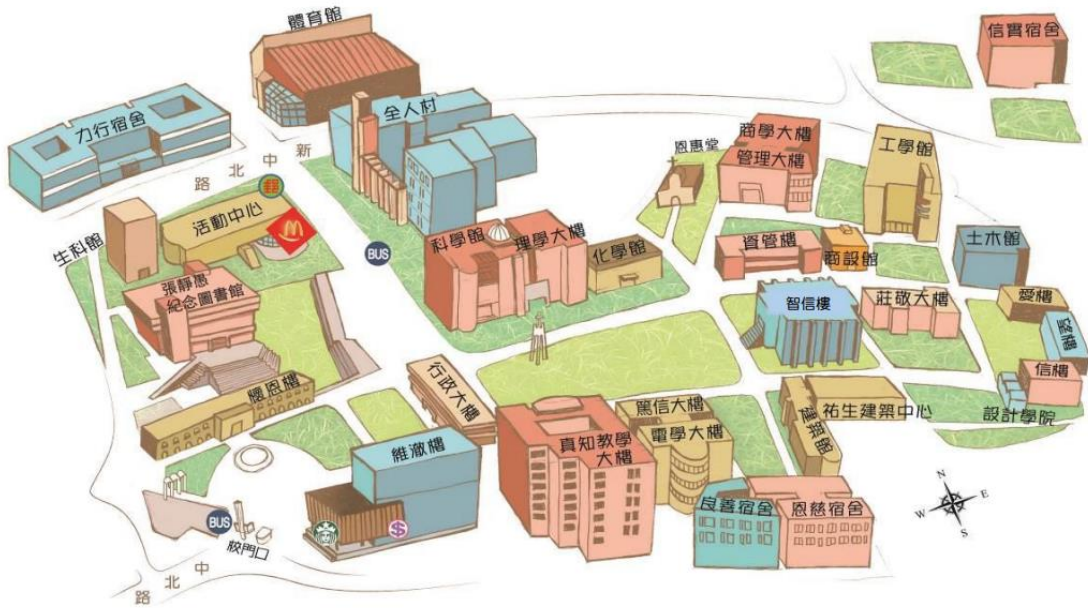 體育館
信實宿舍
力行宿舍
全人村
商學大樓
管理大樓
工學館
恩惠堂
新中北路
郵
活動中心
生科館
BUS
科學館
理學大樓
化學館
資管樓
商設館
土木館
張靜愚
紀念圖書館
智信樓
莊敬大樓
愛樓
望樓
信樓
設計學院
懷恩樓
行政大樓
篤信大樓
電學大樓
真知教學
大樓
建築館
祐生建築中心
維澈樓
良善宿舍
恩慈宿舍
N
E
W
S
BUS
校門口
$
中北路